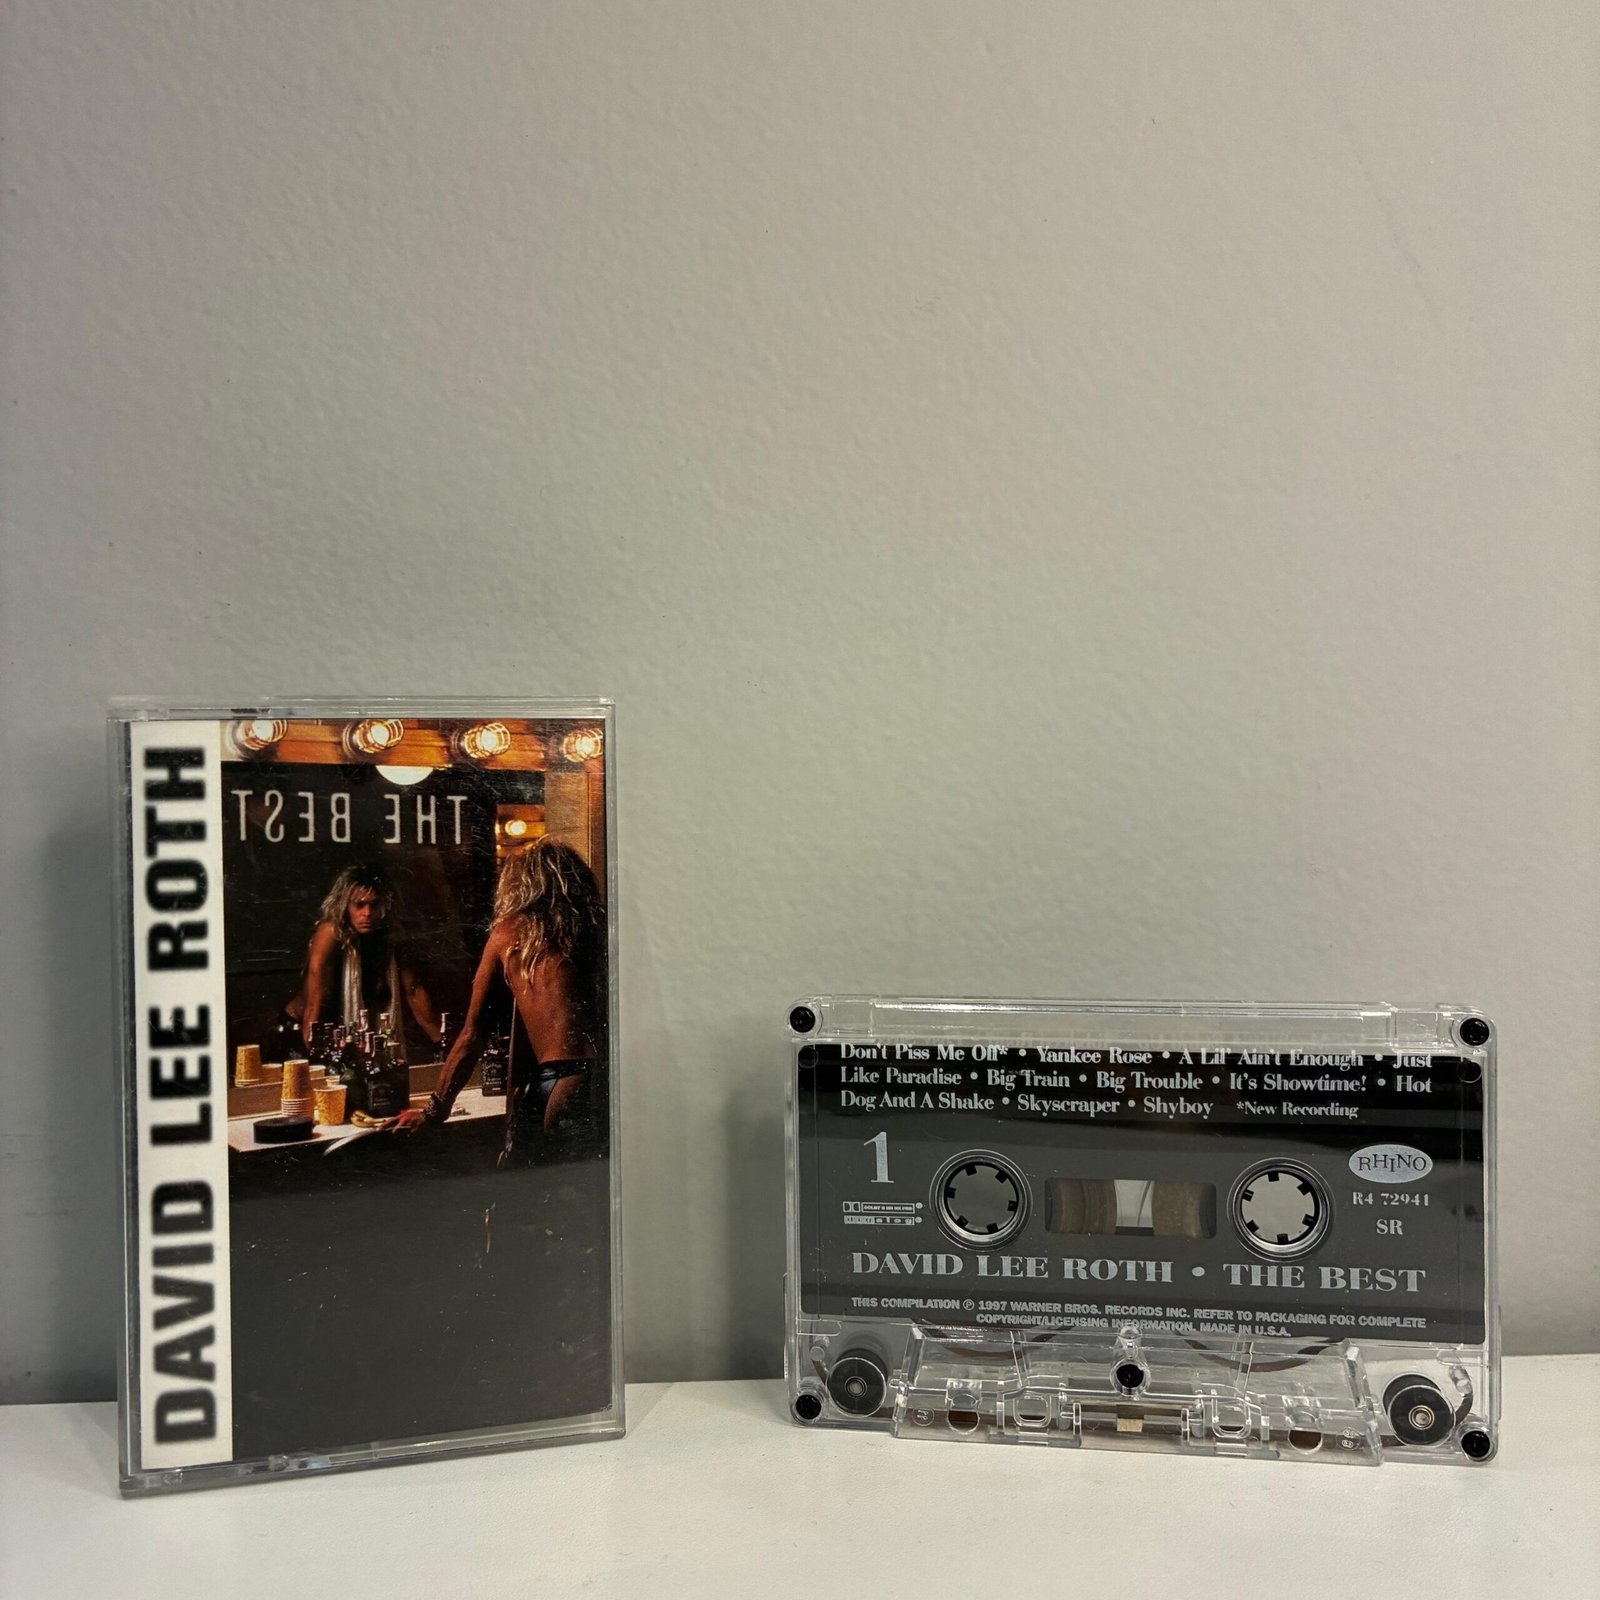 DAVID LEE ROTH
THE BEST
Don't Piss Me Off* • Yankee Rose • A Lil' Ain't Enough • Just
Like Paradise • Big Train • Big Trouble • It's Showtime! • Hot
Dog And A Shake • Skyscraper • Shyboy *New Recording
1
RHINO
R4 72941
SR
DAVID LEE ROTH • THE BEST
THIS COMPILATION ℗ 1997 WARNER BROS. RECORDS INC. REFER TO PACKAGING FOR COMPLETE
COPYRIGHT/LICENSING INFORMATION. MADE IN U.S.A.